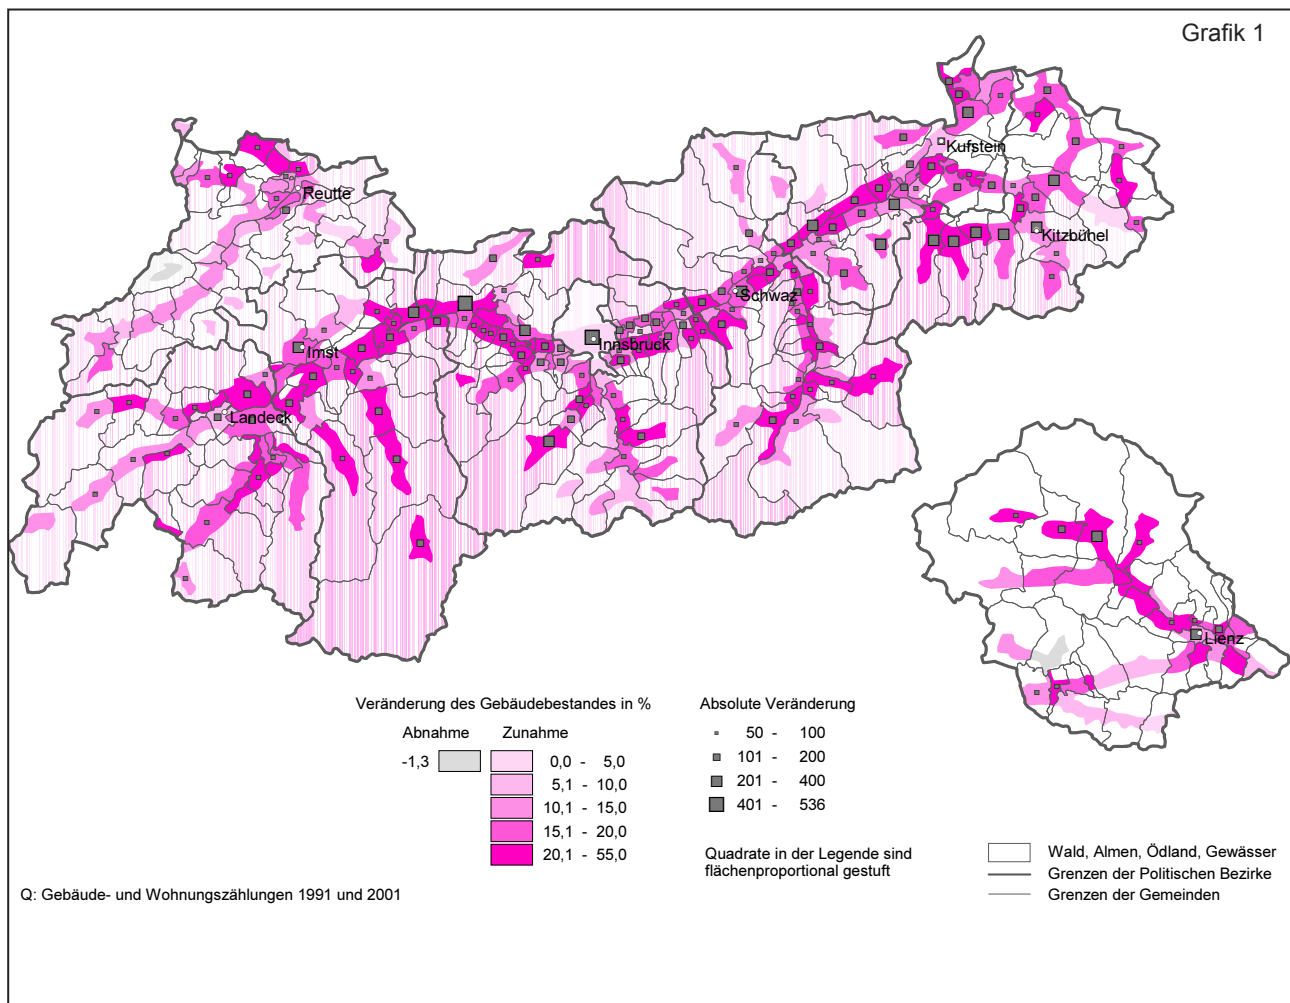 Grafik 1
Kufstein
Reutte
Kitzbühel
Schwaz
Innsbruck
Imst
Landeck
Lienz
Veränderung des Gebäudebestandes in %
Abnahme Zunahme
-1,3 0,0 - 5,0
5,1 - 10,0
10,1 - 15,0
15,1 - 20,0
20,1 - 55,0
Absolute Veränderung
50 - 100
101 - 200
201 - 400
401 - 536
Quadrate in der Legende sind
flächenproportional gestuft
Wald, Almen, Ödland, Gewässer
Grenzen der Politischen Bezirke
Grenzen der Gemeinden
Q: Gebäude- und Wohnungszählungen 1991 und 2001